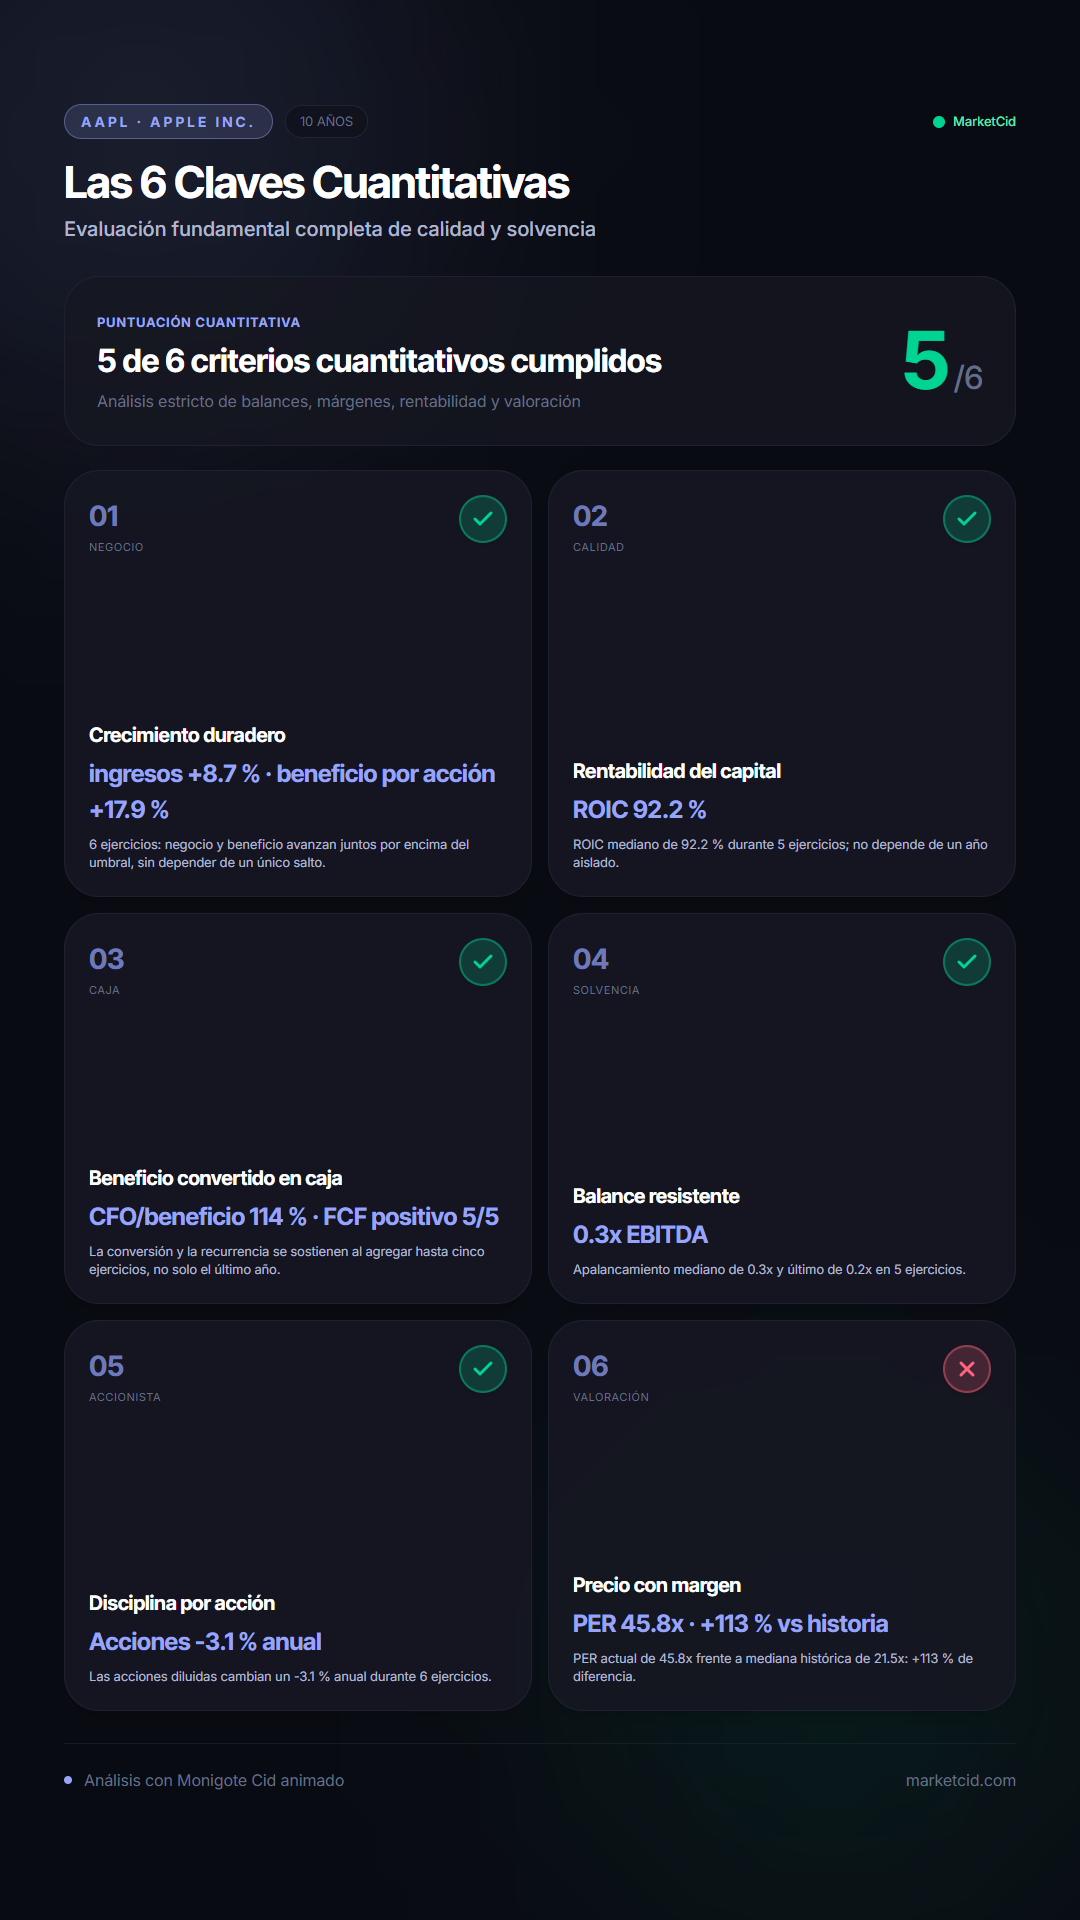 AAPL · APPLE INC.
10 AÑOS
MarketCid
Las 6 Claves Cuantitativas
Evaluación fundamental completa de calidad y solvencia
PUNTUACIÓN CUANTITATIVA
5 de 6 criterios cuantitativos cumplidos
Análisis estricto de balances, márgenes, rentabilidad y valoración
5/6
01
NEGOCIO
Crecimiento duradero
ingresos +8.7 % · beneficio por acción
+17.9 %
6 ejercicios: negocio y beneficio avanzan juntos por encima del
umbral, sin depender de un único salto.
02
CALIDAD
Rentabilidad del capital
ROIC 92.2 %
ROIC mediano de 92.2 % durante 5 ejercicios; no depende de un año
aislado.
03
CAJA
Beneficio convertido en caja
CFO/beneficio 114 % · FCF positivo 5/5
La conversión y la recurrencia se sostienen al agregar hasta cinco
ejercicios, no solo el último año.
04
SOLVENCIA
Balance resistente
0.3x EBITDA
Apalancamiento mediano de 0.3x y último de 0.2x en 5 ejercicios.
05
ACCIONISTA
Disciplina por acción
Acciones -3.1 % anual
Las acciones diluidas cambian un -3.1 % anual durante 6 ejercicios.
06
VALORACIÓN
Precio con margen
PER 45.8x · +113 % vs historia
PER actual de 45.8x frente a mediana histórica de 21.5x: +113 % de
diferencia.
Análisis con Monigote Cid animado
marketcid.com